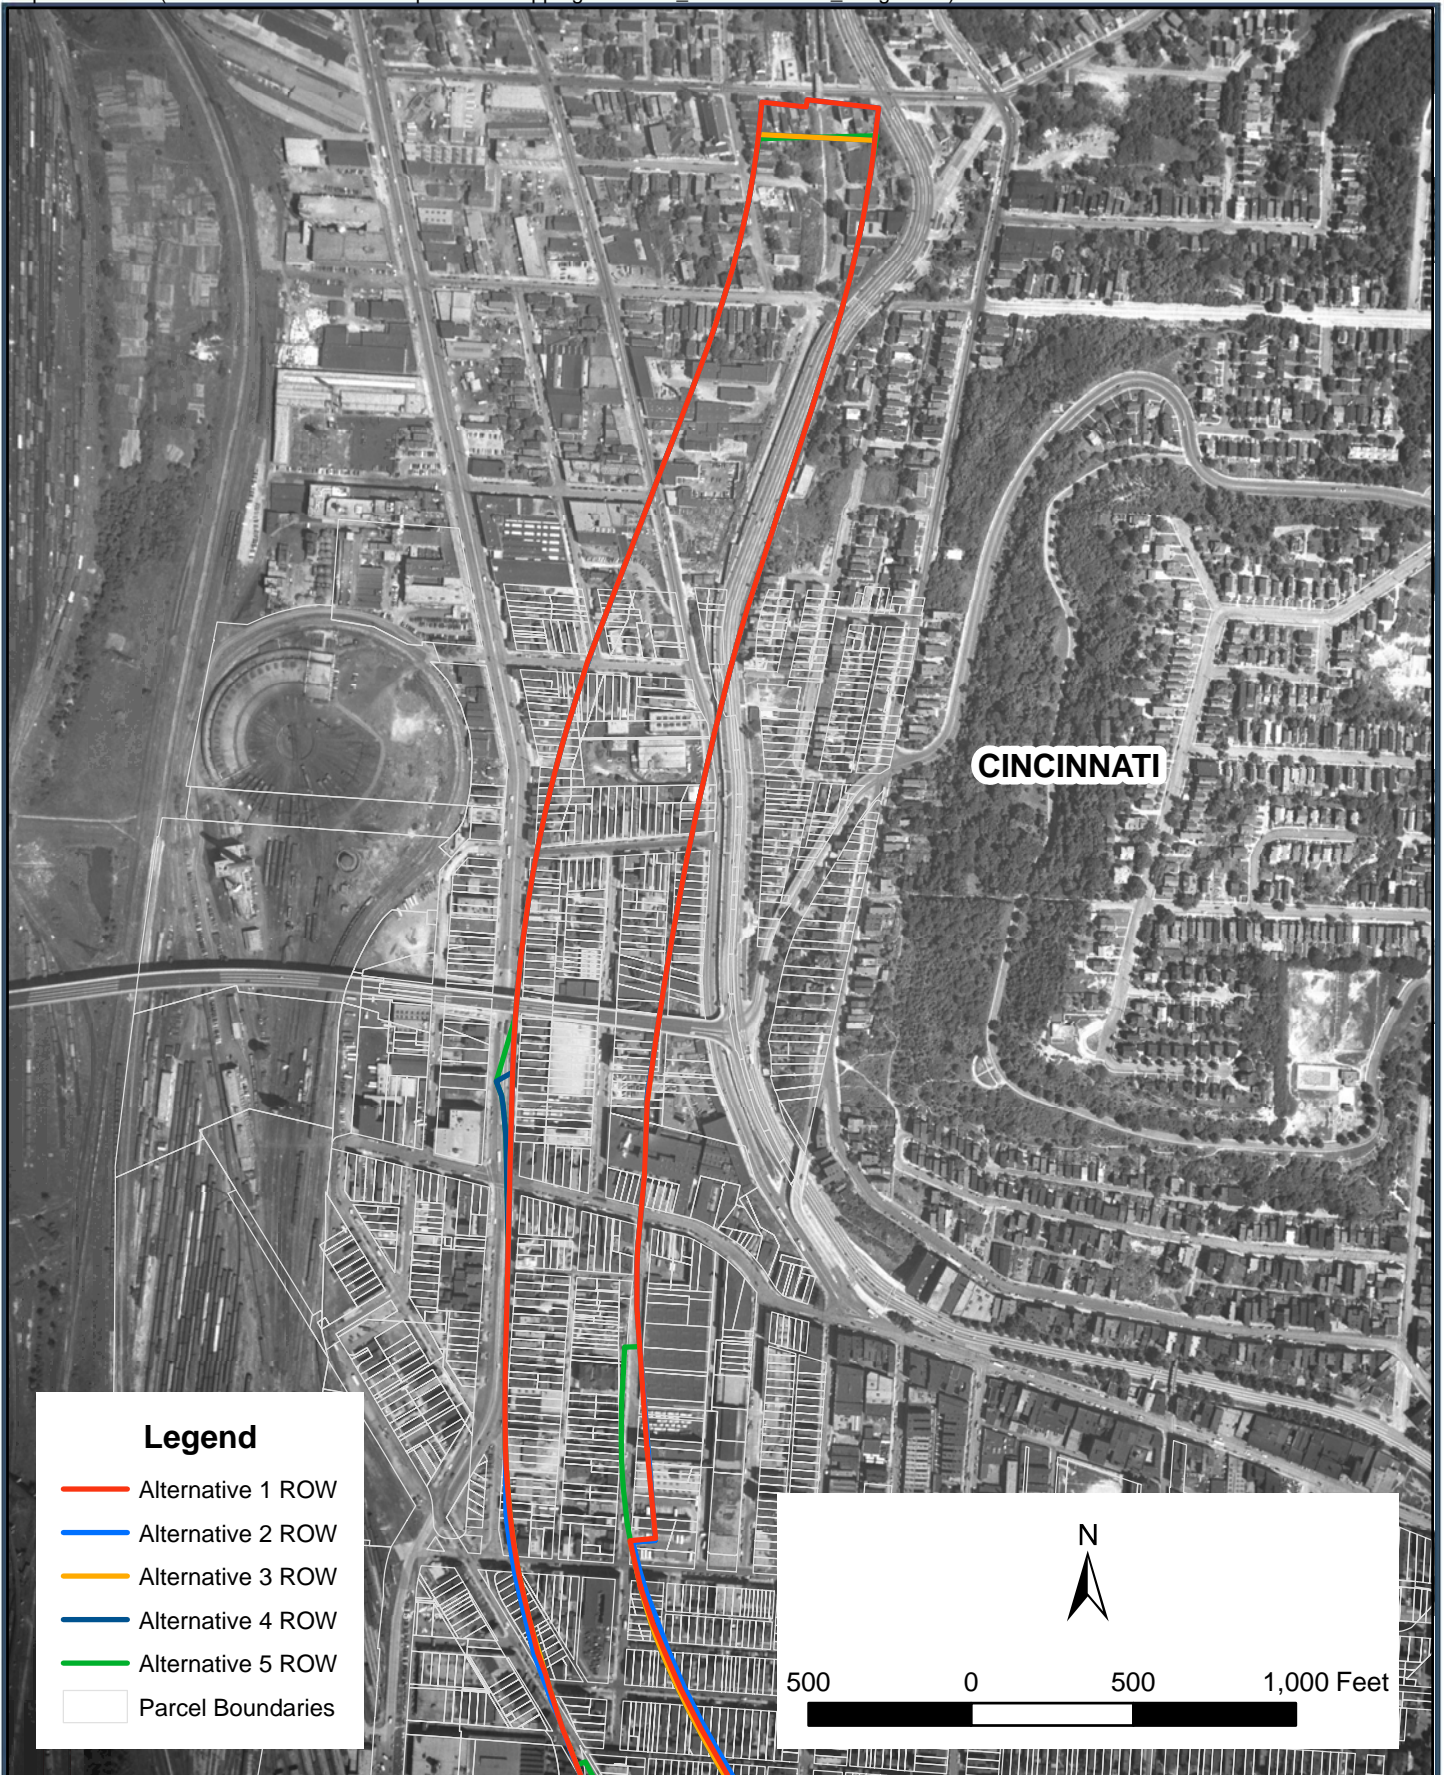 CINCINNATI
Legend
Alternative 1 ROW
Alternative 2 ROW
Alternative 3 ROW
Alternative 4 ROW
Alternative 5 ROW
Parcel Boundaries
N
500 0 500 1,000 Feet